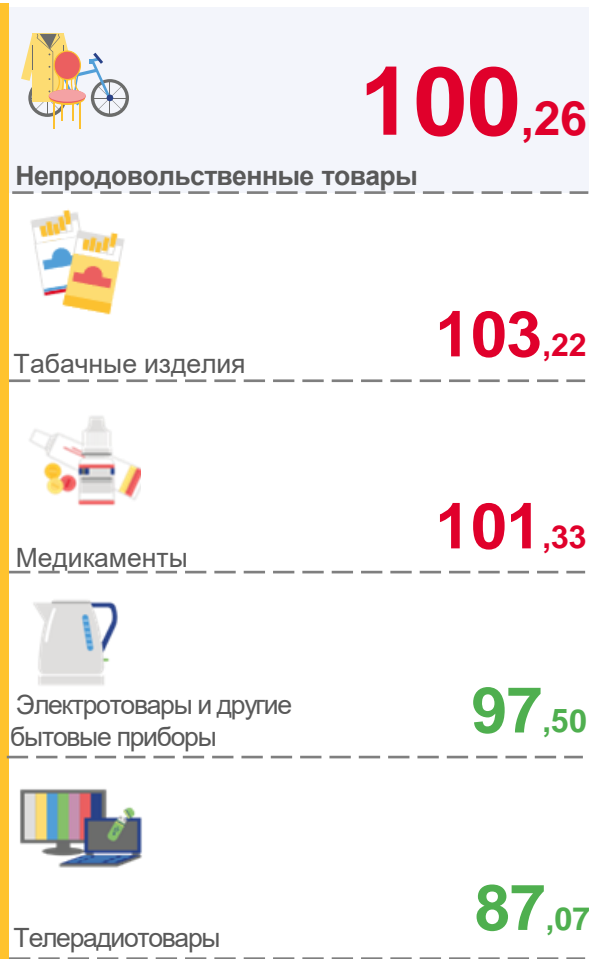 100,26
Непродовольственные товары
103,22
Табачные изделия
101,33
Медикаменты
Электротовары и другие
бытовые приборы
97,50
87,07
Телерадиотовары